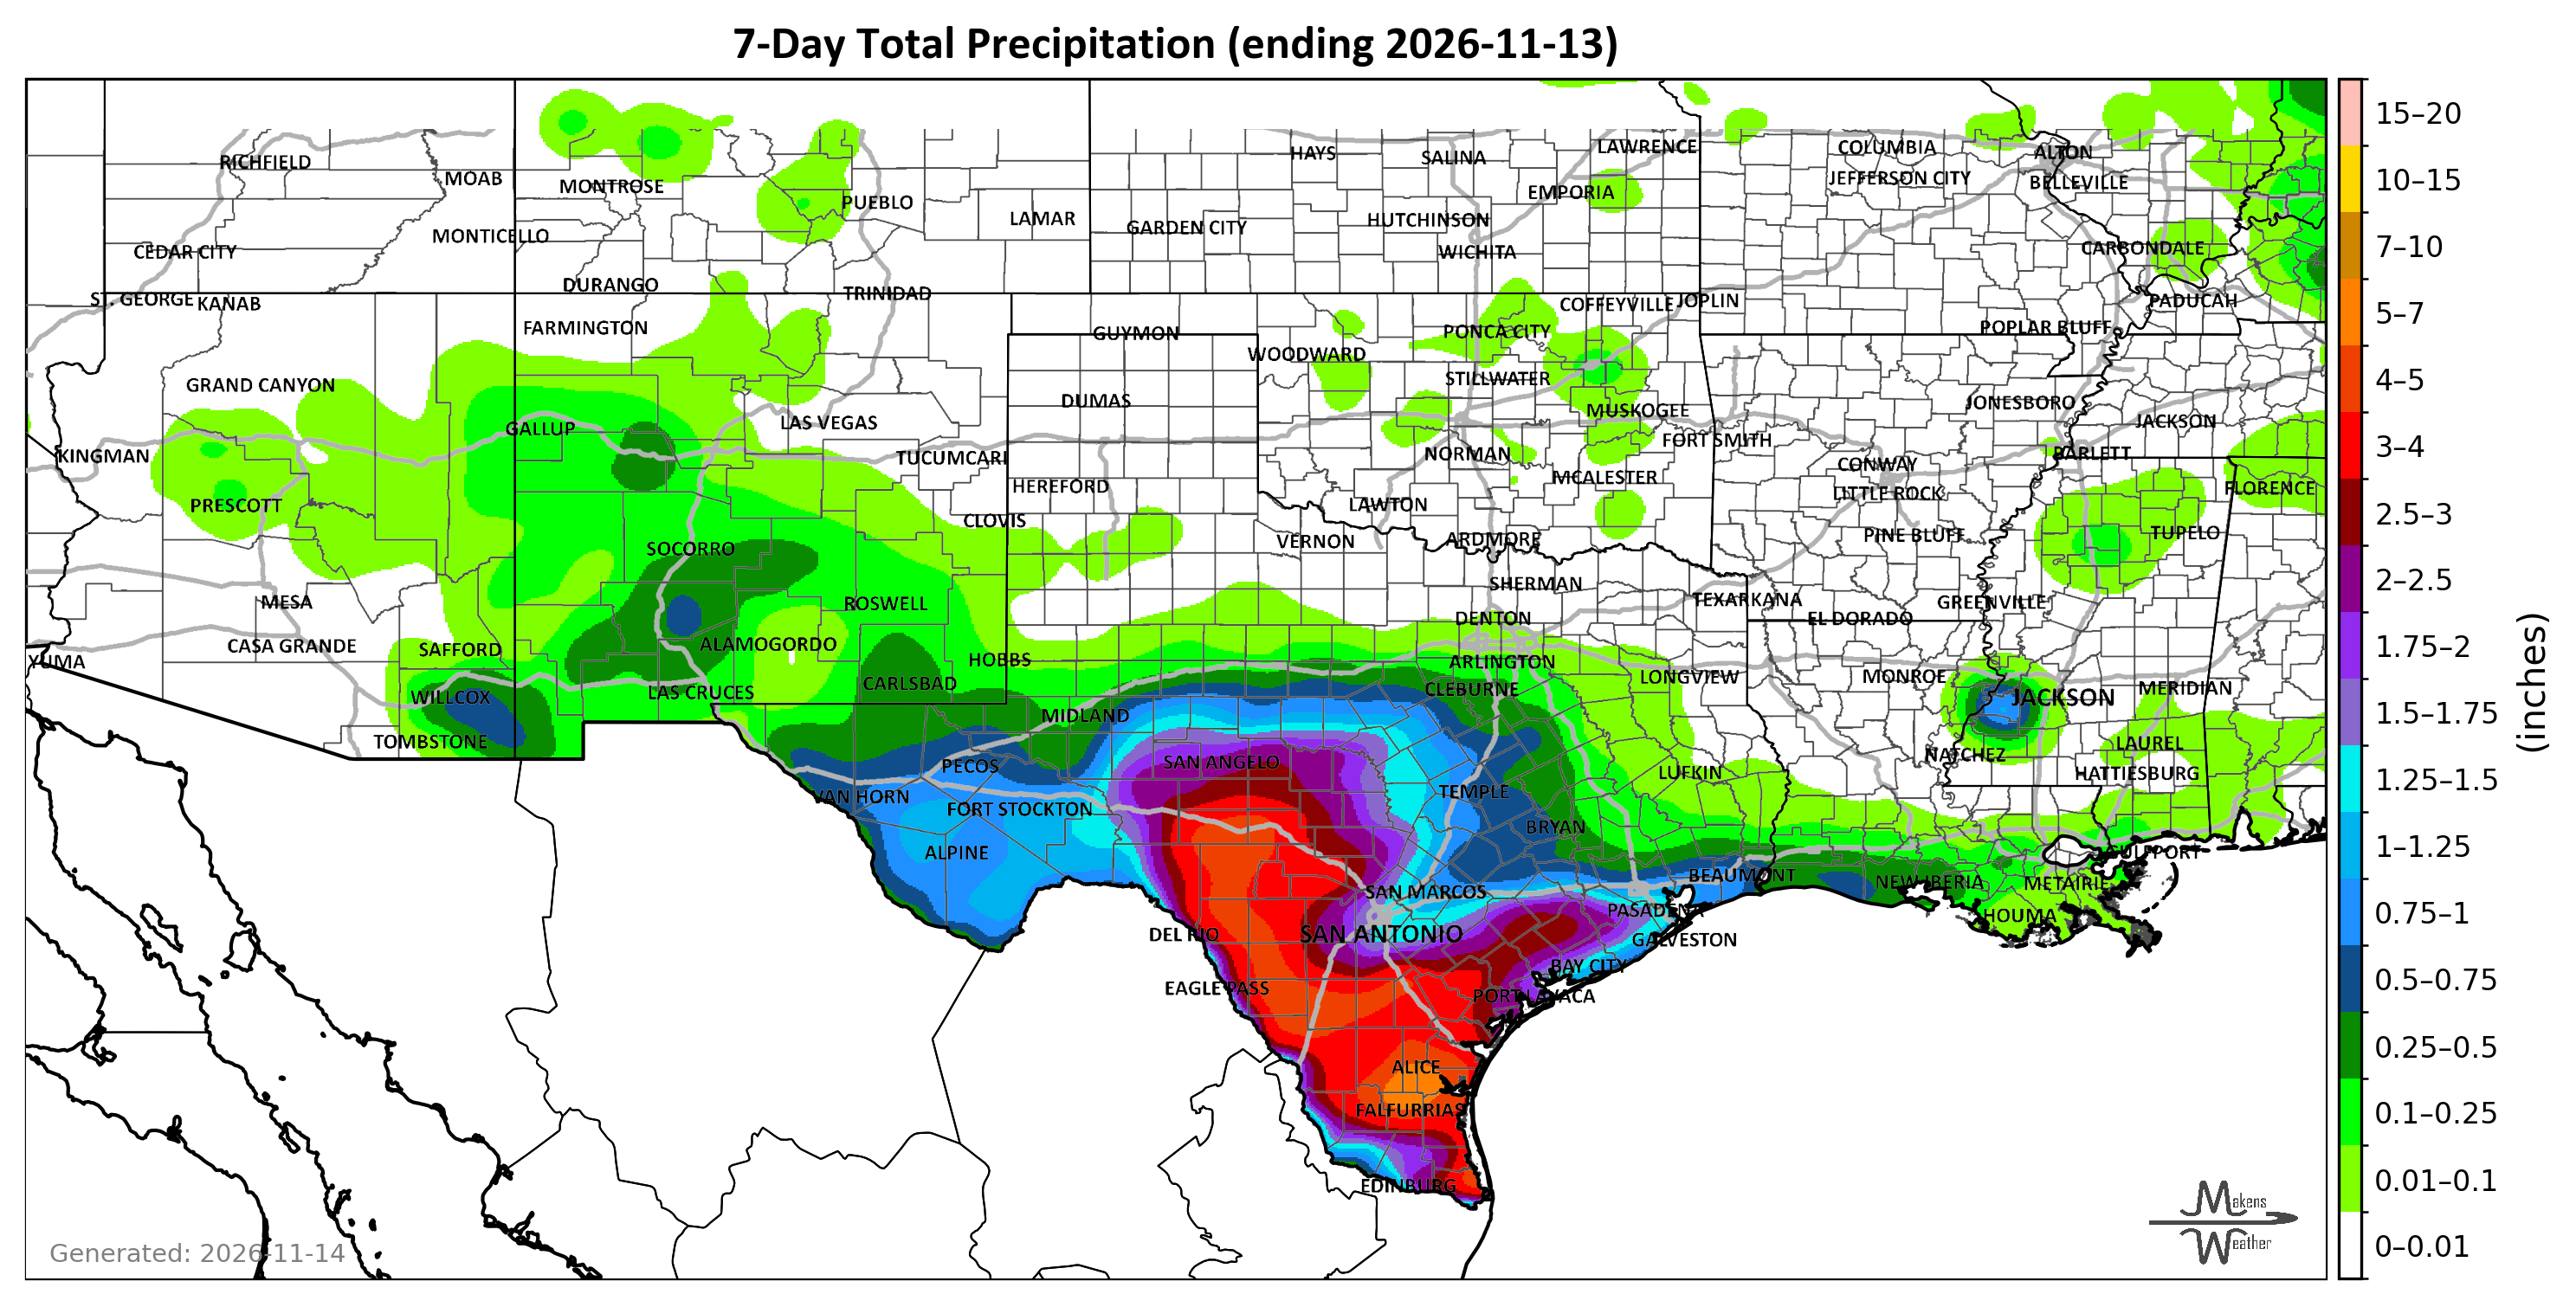 7-Day Total Precipitation (ending 2026-11-13)
RICHFIELD
MOAB
MONTROSE
PUEBLO
LAMAR
HAYS
SALINA
LAWRENCE
COLUMBIA
ALTON
JEFFERSON CITY
BELLEVILLE
EMPORIA
HUTCHINSON
GARDEN CITY
WICHITA
CEDAR CITY
MONTICELLO
CARBONDALE
DURANGO
TRINIDAD
ST. GEORGE
KANAB
COFFEYVILLE
JOPLIN
PADUCAH
FARMINGTON
GUYMON
PONCA CITY
POPLAR BLUFF
WOODWARD
GRAND CANYON
STILLWATER
DUMAS
MUSKOGEE
JONESBORO
JACKSON
GALLUP
LAS VEGAS
FORT SMITH
KINGMAN
TUCUMCARI
NORMAN
BARLETT
CONWAY
MCALESTER
HEREFORD
LITTLE ROCK
FLORENCE
PRESCOTT
LAWTON
CLOVIS
PINE BLUFF
TUPELO
SOCORRO
VERNON
ARDMORE
SHERMAN
MESA
ROSWELL
TEXARKANA
GREENVILLE
DENTON
EL DORADO
CASA GRANDE
SAFFORD
ALAMOGORDO
YUMA
HOBBS
ARLINGTON
LONGVIEW
MONROE
WILLCOX
LAS CRUCES
CARLSBAD
CLEBURNE
JACKSON
MERIDIAN
MIDLAND
TOMBSTONE
LAUREL
NATCHEZ
PECOS
SAN ANGELO
LUFKIN
HATTIESBURG
VAN HORN
FORT STOCKTON
TEMPLE
BRYAN
ALPINE
GULFPORT
BEAUMONT
NEW IBERIA
METAIRIE
SAN MARCOS
PASADENA
HOUMA
DEL RIO
SAN ANTONIO
GALVESTON
BAY CITY
EAGLE PASS
PORT LAVACA
ALICE
FALFURRIAS
EDINBURG
Generated: 2026-11-14
Makens
Weather
15–20
10–15
7–10
5–7
4–5
3–4
2.5–3
2–2.5
1.75–2
1.5–1.75
1.25–1.5
1–1.25
0.75–1
0.5–0.75
0.25–0.5
0.1–0.25
0.01–0.1
0–0.01
(inches)